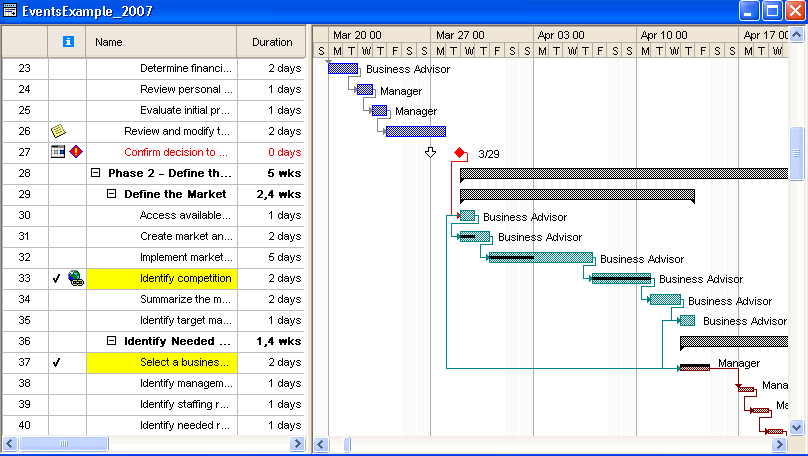 EventsExample_2007
Name Duration
Mar 20 00 Mar 27 00 Apr 03 00 Apr 10 00 Apr 17 00
S M T W T F S S M T W T F S S M T W T F S S M T W T F S S M T W
23 Determine financi... 2 days Business Advisor
24 Review personal ... 1 days Manager
25 Evaluate initial pr... 1 days Manager
26 Review and modify t... 2 days
27 Confirm decision to ... 0 days 3/29
28 Phase 2 - Define th... 5 wks
29 Define the Market 2,4 wks
30 Access available... 1 days Business Advisor
31 Create market an... 2 days Business Advisor
32 Implement market... 5 days Business Advisor
33 Identify competition 2 days Business Advisor
34 Summarize the m... 2 days Business Advisor
35 Identify target ma... 1 days Business Advisor
36 Identify Needed ... 1,4 wks
37 Select a busines... 2 days Manager
38 Identify managem... 1 days Mana
39 Identify staffing r... 1 days Ma
40 Identify needed r... 1 days